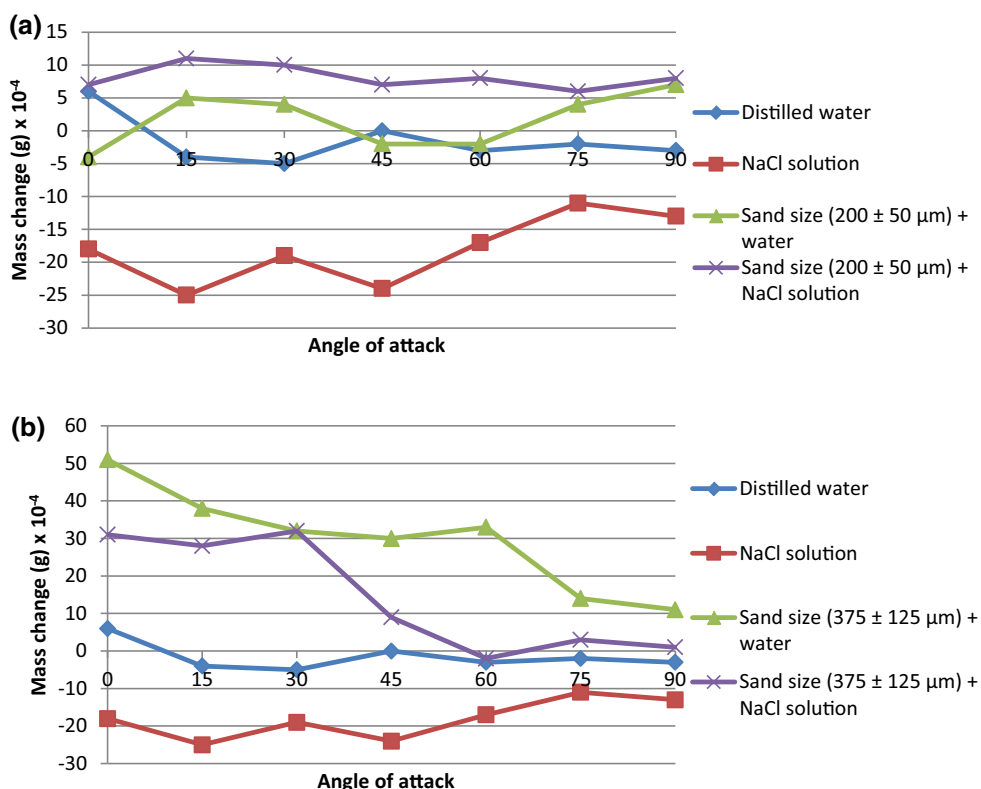 (a)
15
10
5
0
-5
-10
-15
-20
-25
-30
Mass change (g) x 10-4
0 15 30 45 60 75 90
Angle of attack
Distilled water
NaCl solution
Sand size (200 ± 50 µm) +
water
Sand size (200 ± 50 µm) +
NaCl solution
(b)
60
50
40
30
20
10
0
-10
-20
-30
Mass change (g) x 10-4
0 15 30 45 60 75 90
Angle of attack
Distilled water
NaCl solution
Sand size (375 ± 125 µm) +
water
Sand size (375 ± 125 µm) +
NaCl solution